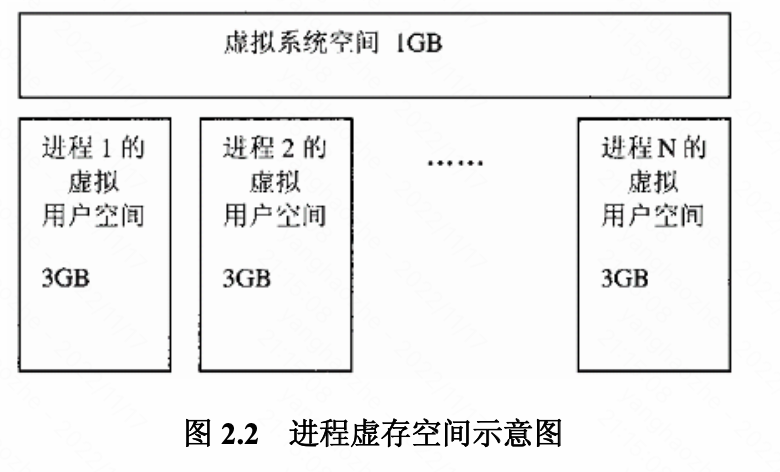 虚拟系统空间 1GB
进程 1 的
虚拟
用户空间
3GB
进程 2 的
虚拟
用户空间
3GB
……
进程 N 的
虚拟
用户空间
3GB
图 2.2 进程虚存空间示意图